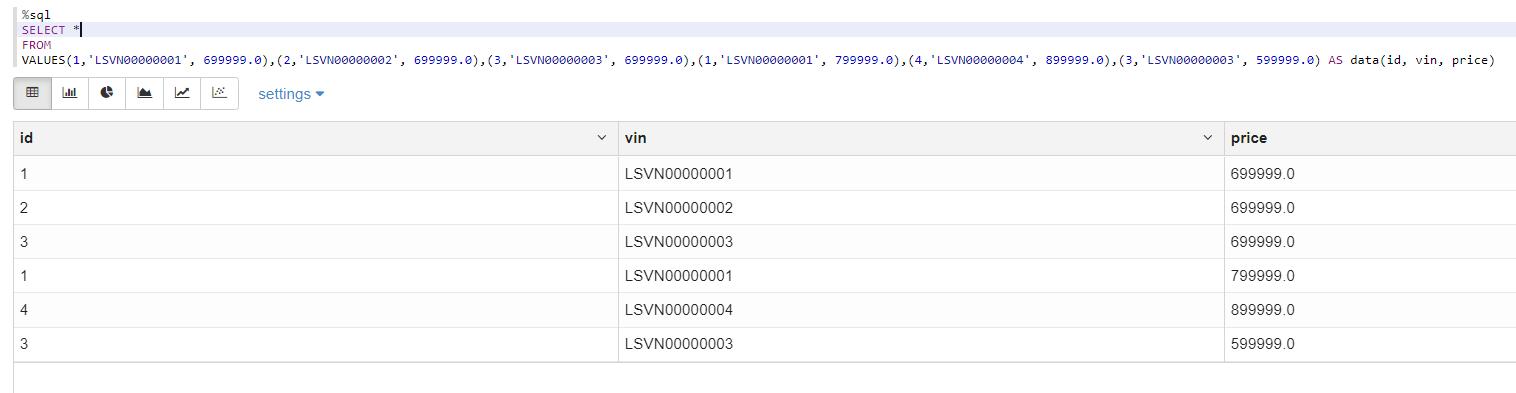 %sql
SELECT *
FROM
VALUES(1,'LSVN00000001', 699999.0),(2,'LSVN00000002', 699999.0),(3,'LSVN00000003', 699999.0),(1,'LSVN00000001', 799999.0),(4,'LSVN00000004', 899999.0),(3,'LSVN00000003', 599999.0) AS data(id, vin, price)
settings
id vin price
1 LSVN00000001 699999.0
2 LSVN00000002 699999.0
3 LSVN00000003 699999.0
1 LSVN00000001 799999.0
4 LSVN00000004 899999.0
3 LSVN00000003 599999.0